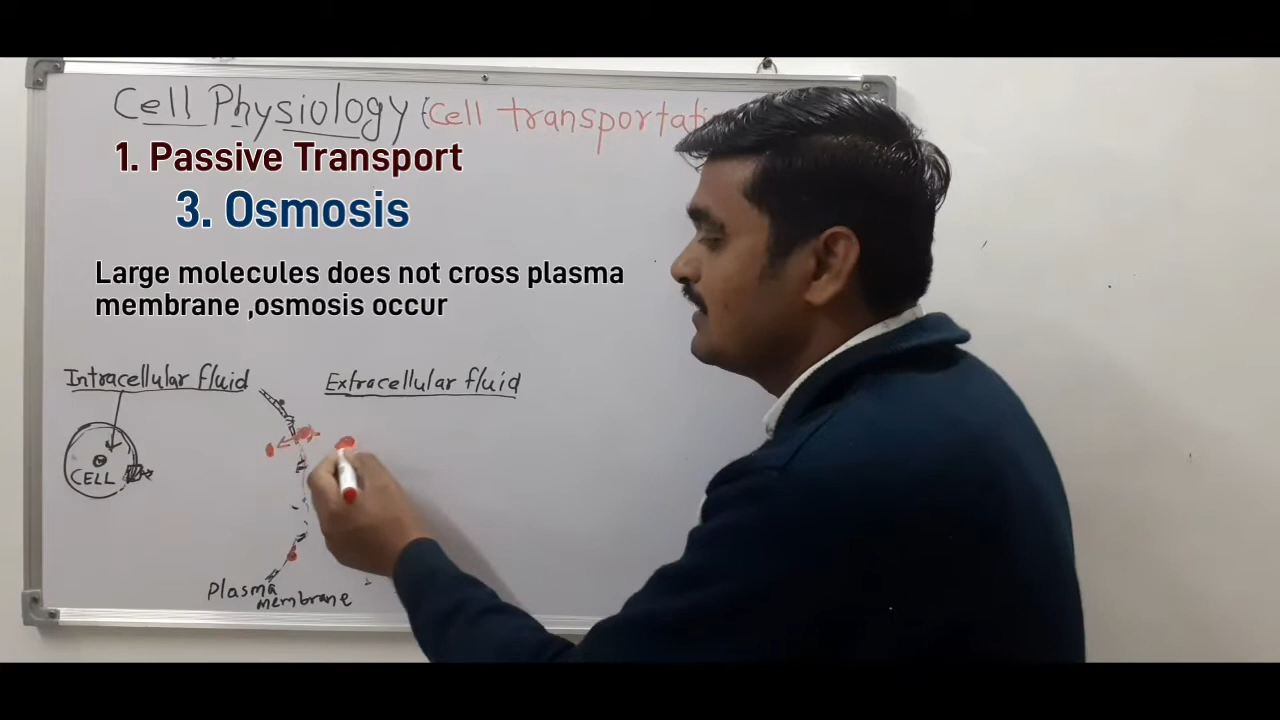 Cell Physiology (Cell transportati
1. Passive Transport
3. Osmosis
Large molecules does not cross plasma
membrane ,osmosis occur
Intracellular fluid
Extracellular fluid
CELL
Plasma
membrane